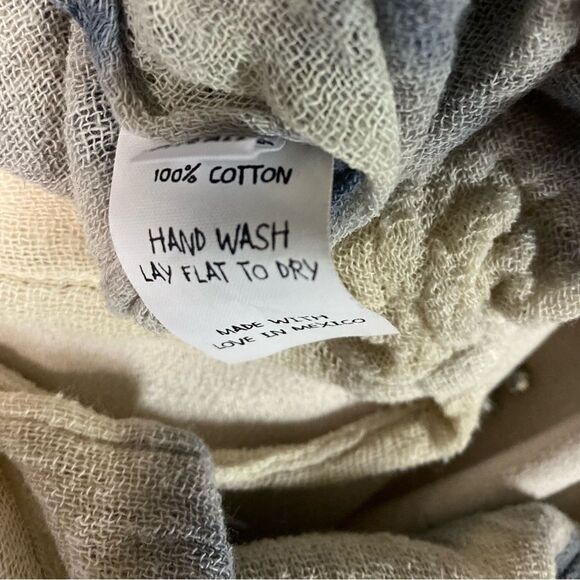 100% COTTON
HAND WASH
LAY FLAT TO DRY
MADE WITH
LOVE IN MEXICO